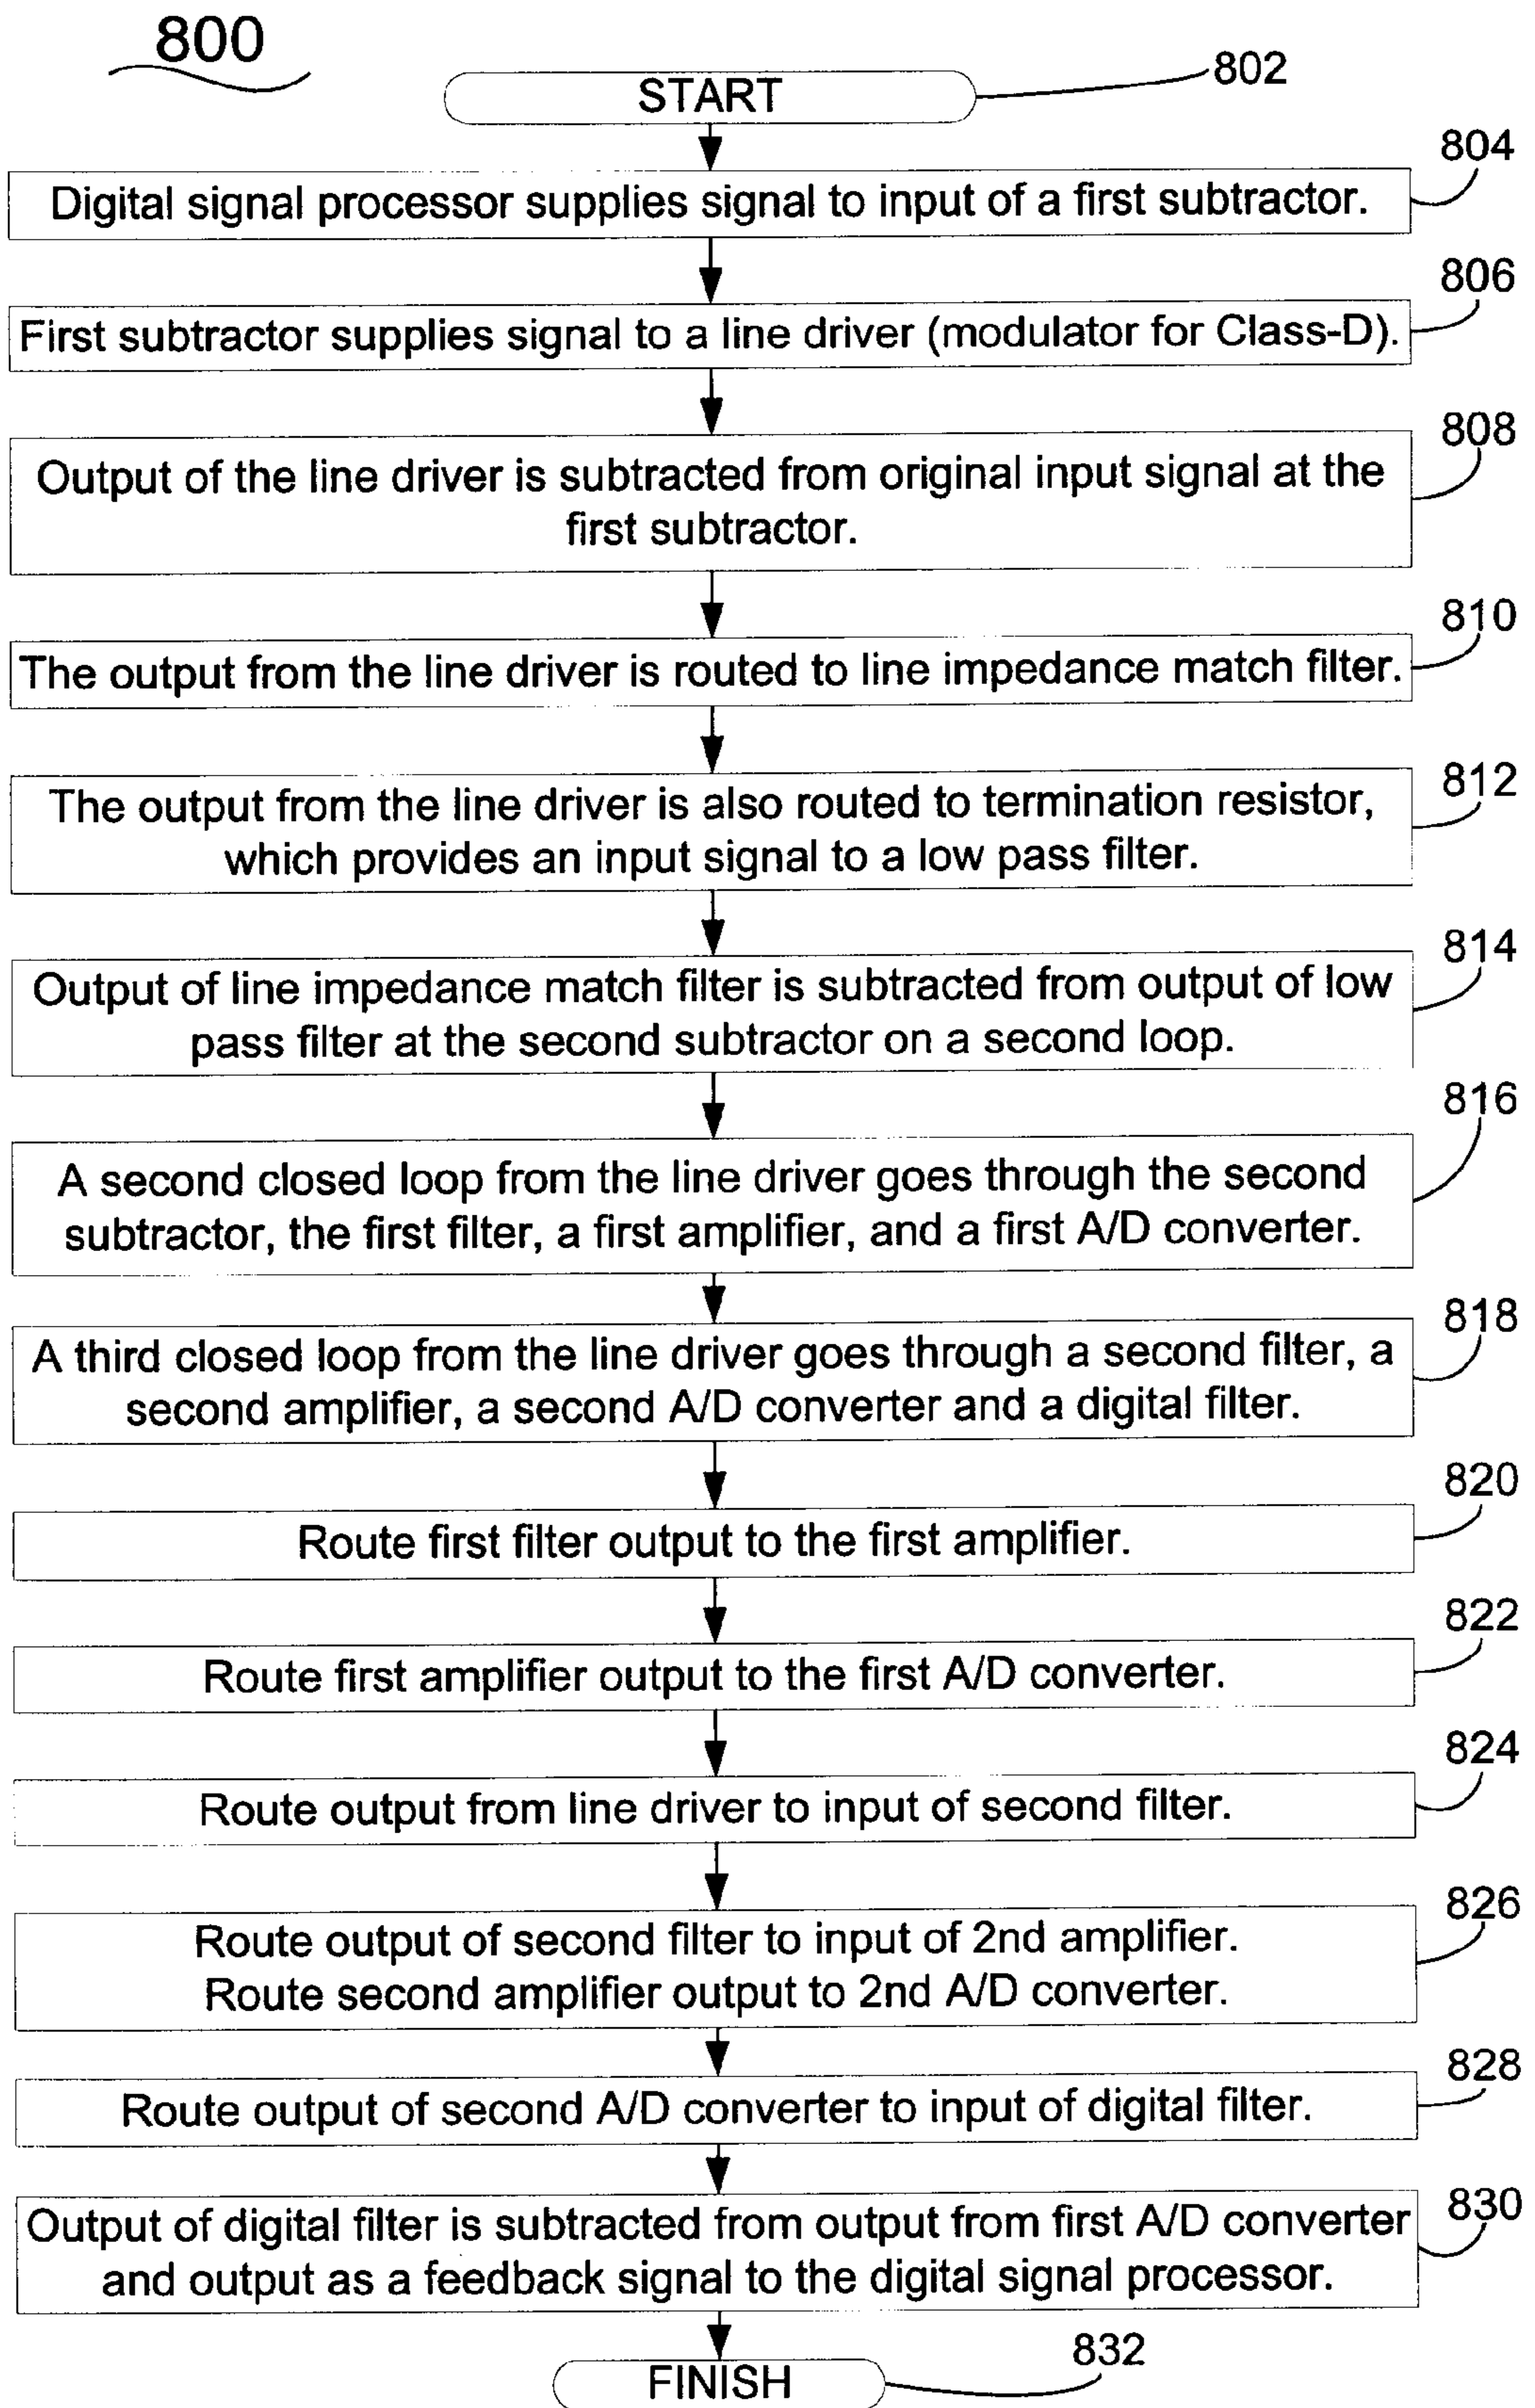 800
START
802
804
Digital signal processor supplies signal to input of a first subtractor.
806
First subtractor supplies signal to a line driver (modulator for Class-D).
808
Output of the line driver is subtracted from original input signal at the
first subtractor.
810
The output from the line driver is routed to line impedance match filter.
812
The output from the line driver is also routed to termination resistor,
which provides an input signal to a low pass filter.
814
Output of line impedance match filter is subtracted from output of low
pass filter at the second subtractor on a second loop.
816
A second closed loop from the line driver goes through the second
subtractor, the first filter, a first amplifier, and a first A/D converter.
818
A third closed loop from the line driver goes through a second filter, a
second amplifier, a second A/D converter and a digital filter.
820
Route first filter output to the first amplifier.
822
Route first amplifier output to the first A/D converter.
824
Route output from line driver to input of second filter.
826
Route output of second filter to input of 2nd amplifier.
Route second amplifier output to 2nd A/D converter.
828
Route output of second A/D converter to input of digital filter.
830
Output of digital filter is subtracted from output from first A/D converter
and output as a feedback signal to the digital signal processor.
832
FINISH